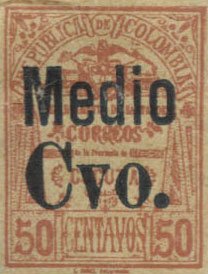 REPUBLICA DE COLOMBIA
Medio
CORREOS
Cvo.
50 CENTAVOS 50